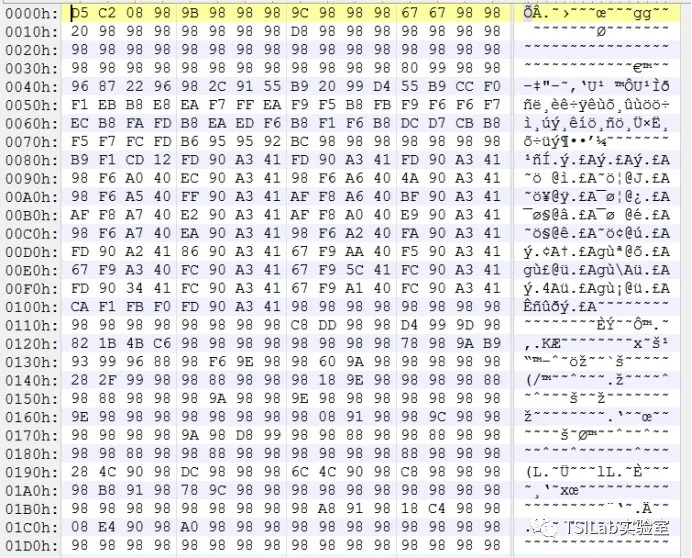 0000h: D5 C2 08 98 9B 98 98 98 9C 98 98 98 67 67 98 98 ÕÂ.˜›˜˜˜œ˜˜˜gg˜˜
0010h: 20 98 98 98 98 98 98 98 D8 98 98 98 98 98 98 98  ˜˜˜˜˜˜˜Ø˜˜˜˜˜˜˜
0020h: 98 98 98 98 98 98 98 98 98 98 98 98 98 98 98 98 ˜˜˜˜˜˜˜˜˜˜˜˜˜˜˜˜
0030h: 98 98 98 98 98 98 98 98 98 98 98 98 80 99 98 98 ˜˜˜˜˜˜˜˜˜˜˜˜€™˜˜
0040h: 96 87 22 96 98 2C 91 55 B9 20 99 D4 55 B9 CC F0 –‡"–˜,‘U¹ ™ÔU¹Ìð
0050h: F1 EB B8 E8 EA F7 FF EA F9 F5 B8 FB F9 F6 F6 F7 ñë¸èê÷ÿêùõ¸ûùöö÷
0060h: EC B8 FA FD B8 EA ED F6 B8 F1 F6 B8 DC D7 CB B8 ì¸úý¸êíö¸ñö¸Ü×Ë¸
0070h: F5 F7 FC FD B6 95 95 92 BC 98 98 98 98 98 98 98 õ÷üý¶••’¼˜˜˜˜˜˜˜
0080h: B9 F1 CD 12 FD 90 A3 41 FD 90 A3 41 FD 90 A3 41 ¹ñÍ.ý.£Aý.£Aý.£A
0090h: 98 F6 A0 40 EC 90 A3 41 98 F6 A6 40 4A 90 A3 41 ˜ö @ì.£A˜ö¦@J.£A
00A0h: 98 F6 A5 40 FF 90 A3 41 AF F8 A6 40 BF 90 A3 41 ˜ö¥@ÿ.£A¯ø¦@¿.£A
00B0h: AF F8 A7 40 E2 90 A3 41 AF F8 A0 40 E9 90 A3 41 ¯ø§@â.£A¯ø @é.£A
00C0h: 98 F6 A7 40 EA 90 A3 41 98 F6 A2 40 FA 90 A3 41 ˜ö§@ê.£A˜ö¢@ú.£A
00D0h: FD 90 A2 41 86 90 A3 41 67 F9 AA 40 F5 90 A3 41 ý.¢A†.£Agùª@õ.£A
00E0h: 67 F9 A3 40 FC 90 A3 41 67 F9 5C 41 FC 90 A3 41 gù£@ü.£Agù\Aü.£A
00F0h: FD 90 34 41 FC 90 A3 41 67 F9 A1 40 FC 90 A3 41 ý.4Aü.£Agù¡@ü.£A
0100h: CA F1 FB F0 FD 90 A3 41 98 98 98 98 98 98 98 98 Êñûðý.£A˜˜˜˜˜˜˜˜
0110h: 98 98 98 98 98 98 98 98 C8 DD 98 98 D4 99 9D 98 ˜˜˜˜˜˜˜˜ÈÝ˜˜Ô™.˜
0120h: 82 1B 4B C6 98 98 98 98 98 98 98 98 78 98 9A B9 ‚.KÆ˜˜˜˜˜˜˜˜x˜š¹
0130h: 93 99 96 88 98 F6 9E 98 98 60 9A 98 98 98 98 98 “™–ˆ˜öž˜˜`š˜˜˜˜˜
0140h: 28 2F 99 98 98 88 98 98 98 18 9E 98 98 98 98 88 (/™˜˜ˆ˜˜˜.ž˜˜˜˜ˆ
0150h: 98 88 98 98 98 9A 98 98 9E 98 98 98 98 98 98 98 ˜ˆ˜˜˜š˜˜ž˜˜˜˜˜˜˜
0160h: 9E 98 98 98 98 98 98 98 98 08 91 98 98 9C 98 98 ž˜˜˜˜˜˜˜˜.‘˜˜œ˜˜
0170h: 98 98 98 98 9A 98 D8 99 98 98 88 98 98 88 98 98 ˜˜˜˜š˜Ø™˜˜ˆ˜˜ˆ˜˜
0180h: 98 98 88 98 98 88 98 98 98 98 98 98 88 98 98 98 ˜˜ˆ˜˜ˆ˜˜˜˜˜˜ˆ˜˜˜
0190h: 28 4C 90 98 DC 98 98 98 6C 4C 90 98 C8 98 98 98 (L.˜Ü˜˜˜lL.˜È˜˜˜
01A0h: 98 B8 91 98 78 9C 98 98 98 98 98 98 98 98 98 98 ˜¸‘˜xœ˜˜˜˜˜˜˜˜˜˜
01B0h: 98 98 98 98 98 98 98 98 98 A8 91 98 18 C4 98 98 ˜˜˜˜˜˜˜˜˜¨‘˜.Ä˜˜
01C0h: 08 E4 90 98 A0 98 98 98 98 98 98 98 98 98 98 98
01D0h: 98 98 98 98 98 98 98 98 98 98 98 98 98 98 98 98
TSILab实验室